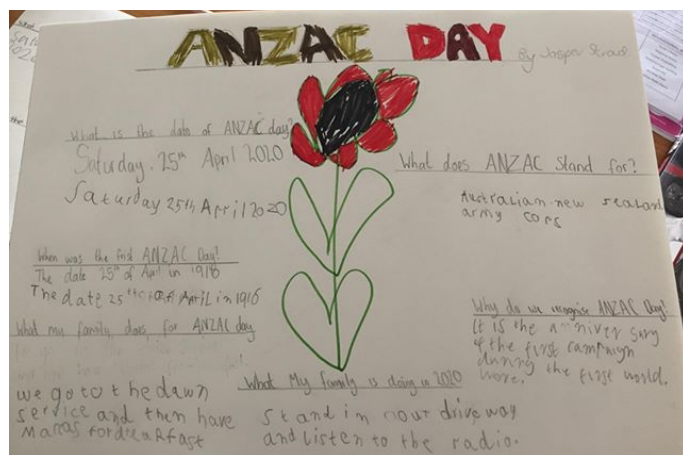 ANZAC DAY
By Jasper
What is the date of ANZAC day?
Saturday. 25th April 2020
Saturday 25th April 2020
What does ANZAC Stand for?
Australian new zealand
army cops
When was the frist ANZAC Day?
The date 25th of April in 1916
The date 25th of April in 1916
Why do we recognise ANZAC Day?
It is the anniversary
of the first campaign
during the first world.
wore.
What my family does, for ANZAC day
we go to the dawn
service and then have
Maccas for dreakfast
What My family is doing in 2020
Stand in our drive way
and listen to the radio.